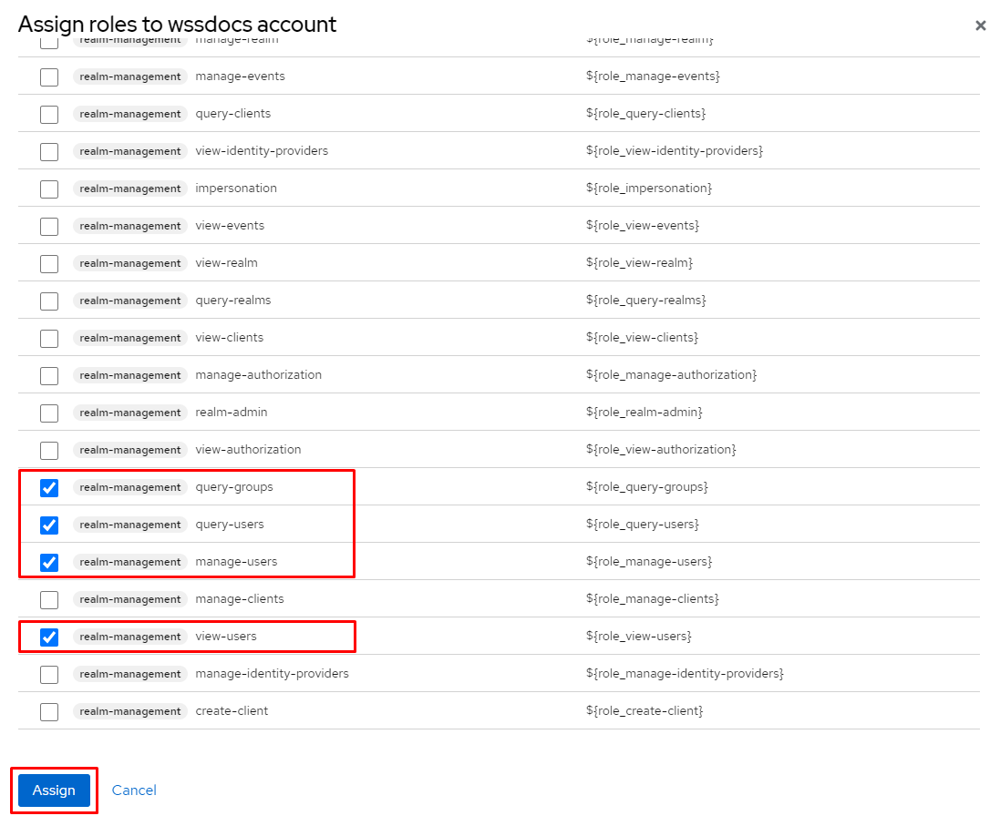 Assign roles to wssdocs account
realm-management manage-realm ${role_manage-realm}
realm-management manage-events ${role_manage-events}
realm-management query-clients ${role_query-clients}
realm-management view-identity-providers ${role_view-identity-providers}
realm-management impersonation ${role_impersonation}
realm-management view-events ${role_view-events}
realm-management view-realm ${role_view-realm}
realm-management query-realms ${role_query-realms}
realm-management view-clients ${role_view-clients}
realm-management manage-authorization ${role_manage-authorization}
realm-management realm-admin ${role_realm-admin}
realm-management view-authorization ${role_view-authorization}
realm-management query-groups ${role_query-groups}
realm-management query-users ${role_query-users}
realm-management manage-users ${role_manage-users}
realm-management manage-clients ${role_manage-clients}
realm-management view-users ${role_view-users}
realm-management manage-identity-providers ${role_manage-identity-providers}
realm-management create-client ${role_create-client}
Assign Cancel